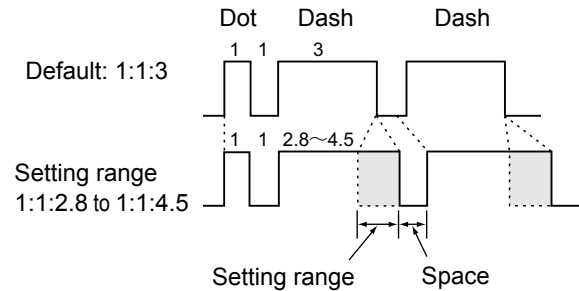 Dot Dash Dash
1 1 3
Default: 1:1:3
1 1 2.8～4.5
Setting range
1:1:2.8 to 1:1:4.5
Setting range Space